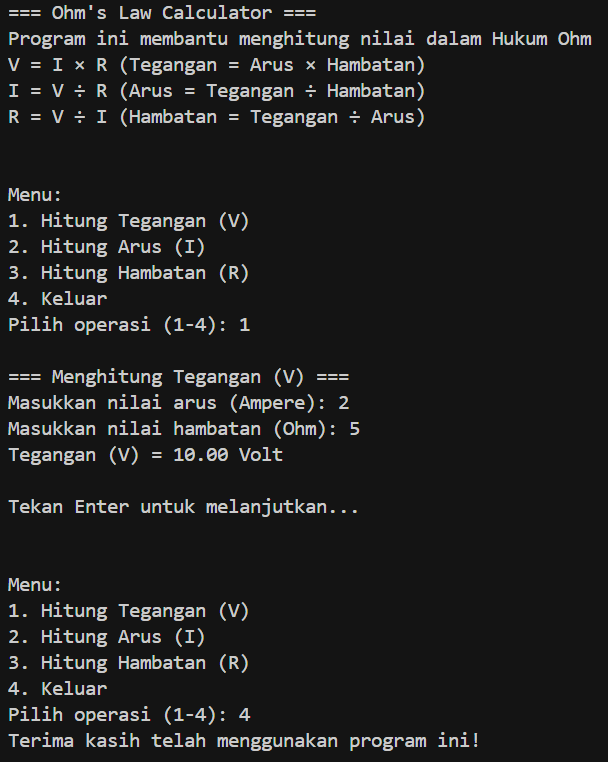 === Ohm's Law Calculator ===
Program ini membantu menghitung nilai dalam Hukum Ohm
V = I × R (Tegangan = Arus × Hambatan)
I = V ÷ R (Arus = Tegangan ÷ Hambatan)
R = V ÷ I (Hambatan = Tegangan ÷ Arus)
Menu:
1. Hitung Tegangan (V)
2. Hitung Arus (I)
3. Hitung Hambatan (R)
4. Keluar
Pilih operasi (1-4): 1
=== Menghitung Tegangan (V) ===
Masukkan nilai arus (Ampere): 2
Masukkan nilai hambatan (Ohm): 5
Tegangan (V) = 10.00 Volt
Tekan Enter untuk melanjutkan...
Menu:
1. Hitung Tegangan (V)
2. Hitung Arus (I)
3. Hitung Hambatan (R)
4. Keluar
Pilih operasi (1-4): 4
Terima kasih telah menggunakan program ini!